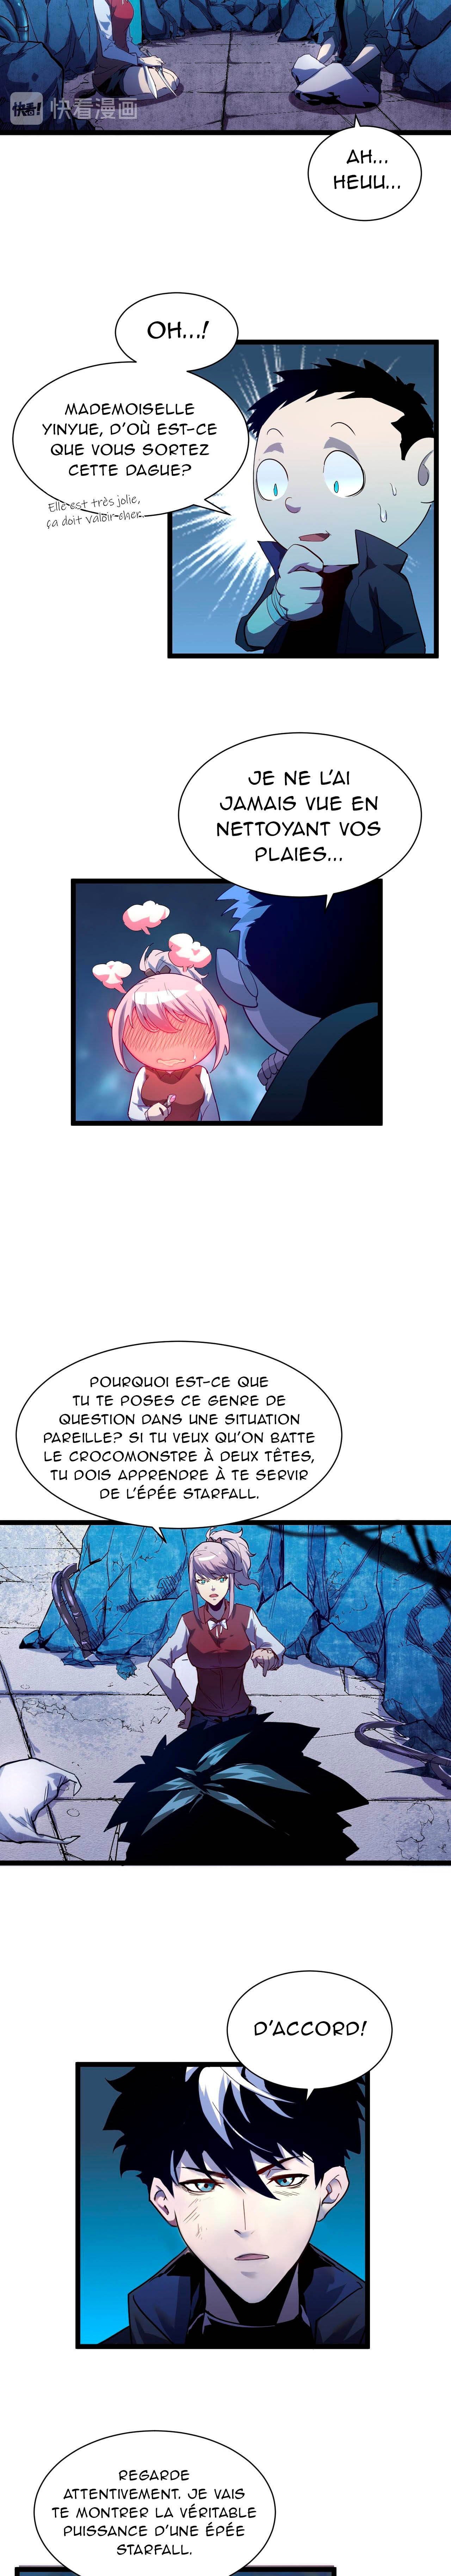 快看!
快看漫画
AH...
HEUU...
OH...!
MADEMOISELLE
YINYUE, D'OÙ EST-CE
QUE VOUS SORTEZ
CETTE DAGUE?
Elle est très jolie,
ça doit valoir cher...
JE NE L'AI
JAMAIS VUE EN
NETTOYANT VOS
PLAIES...
POURQUOI EST-CE QUE
TU TE POSES CE GENRE DE
QUESTION DANS UNE SITUATION
PAREILLE? SI TU VEUX QU'ON BATTE
LE CROCOMONSTRE À DEUX TÊTES,
TU DOIS APPRENDRE À TE SERVIR
DE L'ÉPÉE STARFALL.
D'ACCORD!
REGARDE
ATTENTIVEMENT. JE VAIS
TE MONTRER LA VÉRITABLE
PUISSANCE D'UNE ÉPÉE
STARFALL.